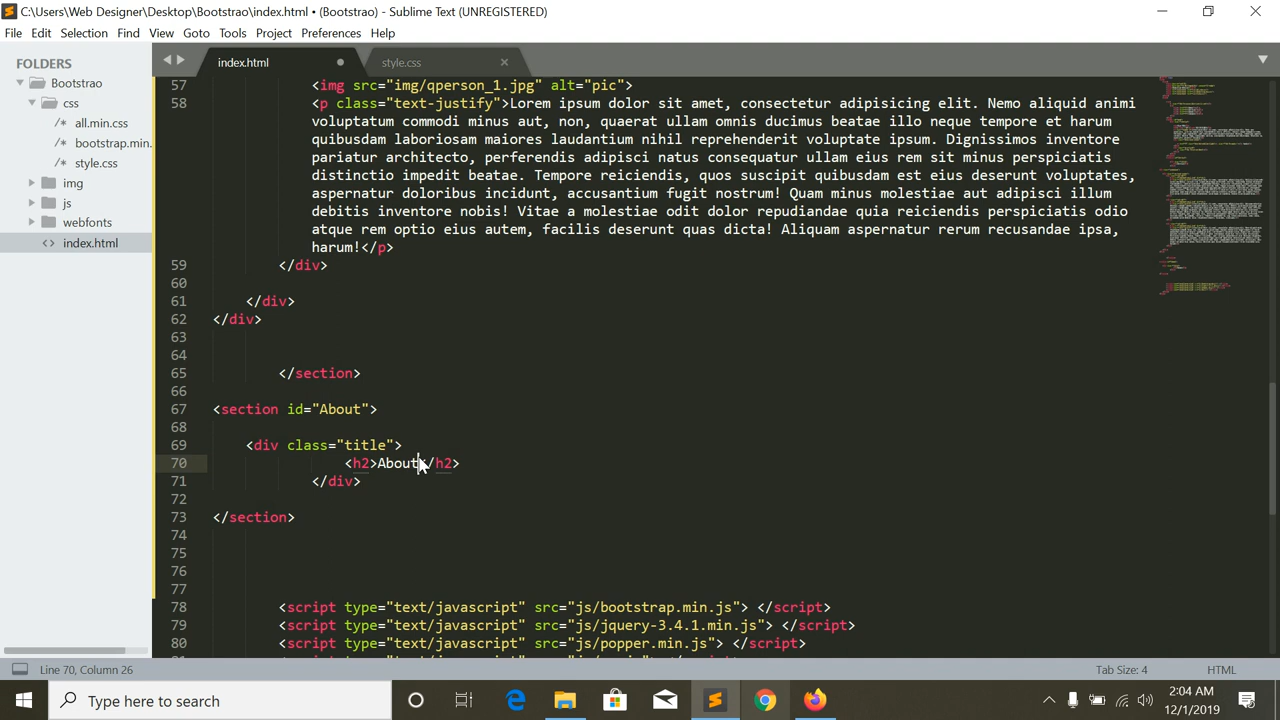 C:\Users\Web Designer\Desktop\Bootstrao\index.html • (Bootstrao) - Sublime Text (UNREGISTERED)
File Edit Selection Find View Goto Tools Project Preferences Help
FOLDERS
Bootstrao
css
/* all.min.css
/* bootstrap.min.
/* style.css
img
js
webfonts
<> index.html
index.html style.css
57 <img src="img/qperson_1.jpg" alt="pic">
58 <p class="text-justify">Lorem ipsum dolor sit amet, consectetur adipisicing elit. Nemo aliquid animi
voluptatum commodi minus aut, non, quaerat ullam omnis ducimus beatae illo neque tempore et harum
quibusdam laboriosam maiores laudantium nihil reprehenderit voluptate ipsum. Dignissimos inventore
pariatur architecto, perferendis adipisci natus consequatur ullam eius rem sit minus perspiciatis
distinctio impedit beatae. Tempore reiciendis, quos suscipit quibusdam est eius deserunt voluptates,
aspernatur doloribus incidunt, accusantium fugit nostrum! Quam minus molestiae aut adipisci illum
debitis inventore nobis! Vitae a molestiae odit dolor repudiandae quia reiciendis perspiciatis odio
atque rem optio eius autem, facilis deserunt quas dicta! Aliquam aspernatur rerum recusandae ipsa,
harum!</p>
59 </div>
60
61 </div>
62 </div>
63
64
65 </section>
66
67 <section id="About">
68
69 <div class="title">
70 <h2>About</h2>
71 </div>
72
73 </section>
74
75
76
77
78 <script type="text/javascript" src="js/bootstrap.min.js"> </script>
79 <script type="text/javascript" src="js/jquery-3.4.1.min.js"> </script>
80 <script type="text/javascript" src="js/popper.min.js"> </script>
Line 70, Column 26 Tab Size: 4 HTML
Type here to search
2:04 AM
12/1/2019